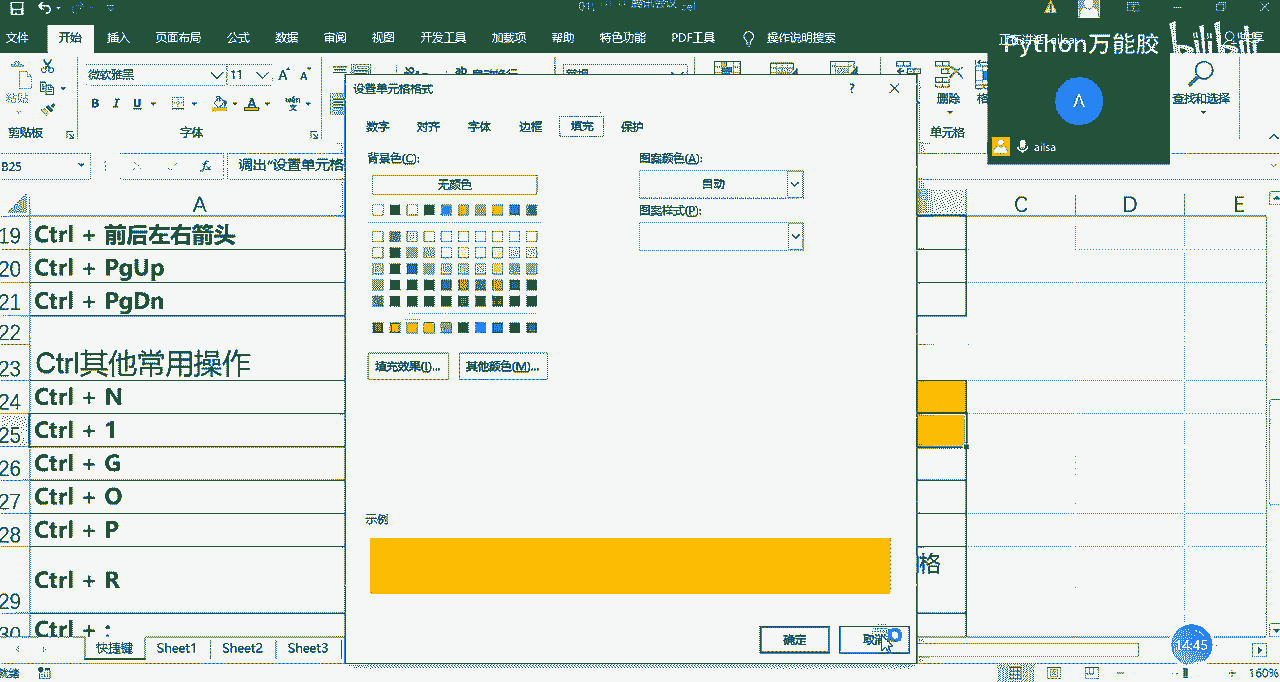 文件 开始 插入 页面布局 公式 数据 审阅 视图 开发工具 加载项 帮助 特色功能 PDF工具 操作说明搜索
Python万能胶
bilibili
ailsa
粘贴
微软雅黑 11
B I U
剪贴板 字体
删除
单元格
查找和选择
B25
fx
调出"设置单元格
设置单元格格式
?
数字 对齐 字体 边框 填充 保护
背景色(C):
无颜色
图案颜色(A):
自动
图案样式(P):
填充效果(I)...
其他颜色(M)...
示例
确定
取消
A C D E
19 Ctrl + 前后左右箭头
20 Ctrl + PgUp
21 Ctrl + PgDn
22
23 Ctrl其他常用操作
24 Ctrl + N
25 Ctrl + 1
26 Ctrl + G
27 Ctrl + O
28 Ctrl + P
29 Ctrl + R
格
30 Ctrl + ;
快捷键 Sheet1 Sheet2 Sheet3
14:45
就绪
160%